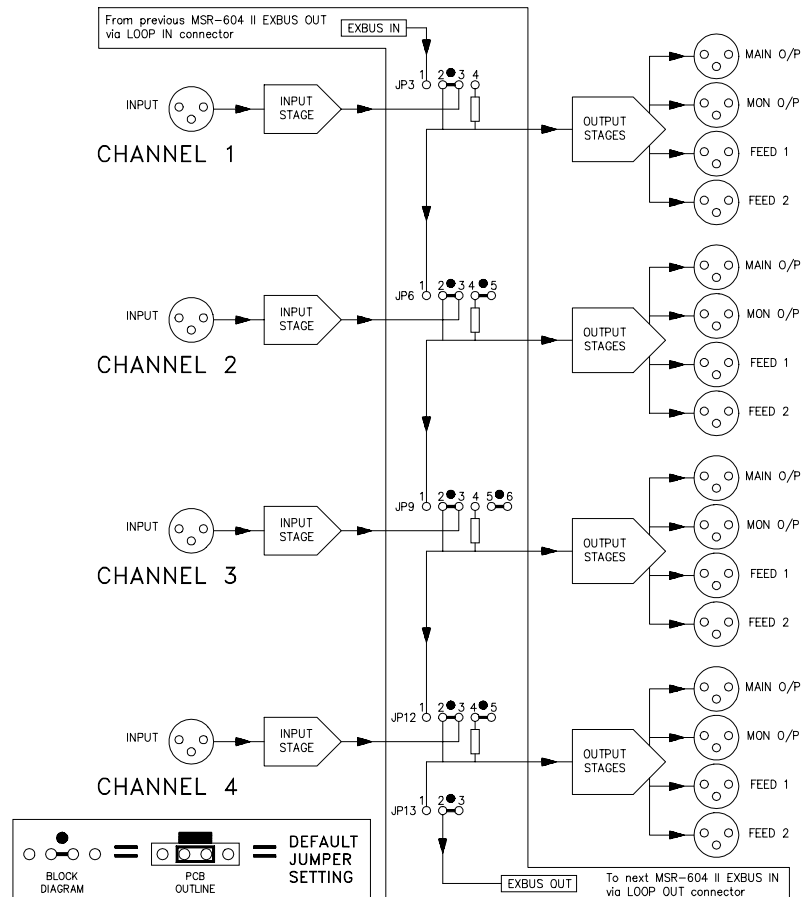 From previous MSR-604 II EXBUS OUT
via LOOP IN connector
EXBUS IN
JP3 1 2 3 4
INPUT
INPUT
STAGE
CHANNEL 1
OUTPUT
STAGES
MAIN O/P
MON O/P
FEED 1
FEED 2
JP6 1 2 3 4 5
INPUT
INPUT
STAGE
CHANNEL 2
OUTPUT
STAGES
MAIN O/P
MON O/P
FEED 1
FEED 2
JP9 1 2 3 4 5 6
INPUT
INPUT
STAGE
CHANNEL 3
OUTPUT
STAGES
MAIN O/P
MON O/P
FEED 1
FEED 2
JP12 1 2 3 4 5
INPUT
INPUT
STAGE
CHANNEL 4
OUTPUT
STAGES
MAIN O/P
MON O/P
FEED 1
FEED 2
JP13 1 2 3
BLOCK
DIAGRAM
=
PCB
OUTLINE
=
DEFAULT
JUMPER
SETTING
EXBUS OUT
To next MSR-604 II EXBUS IN
via LOOP OUT connector